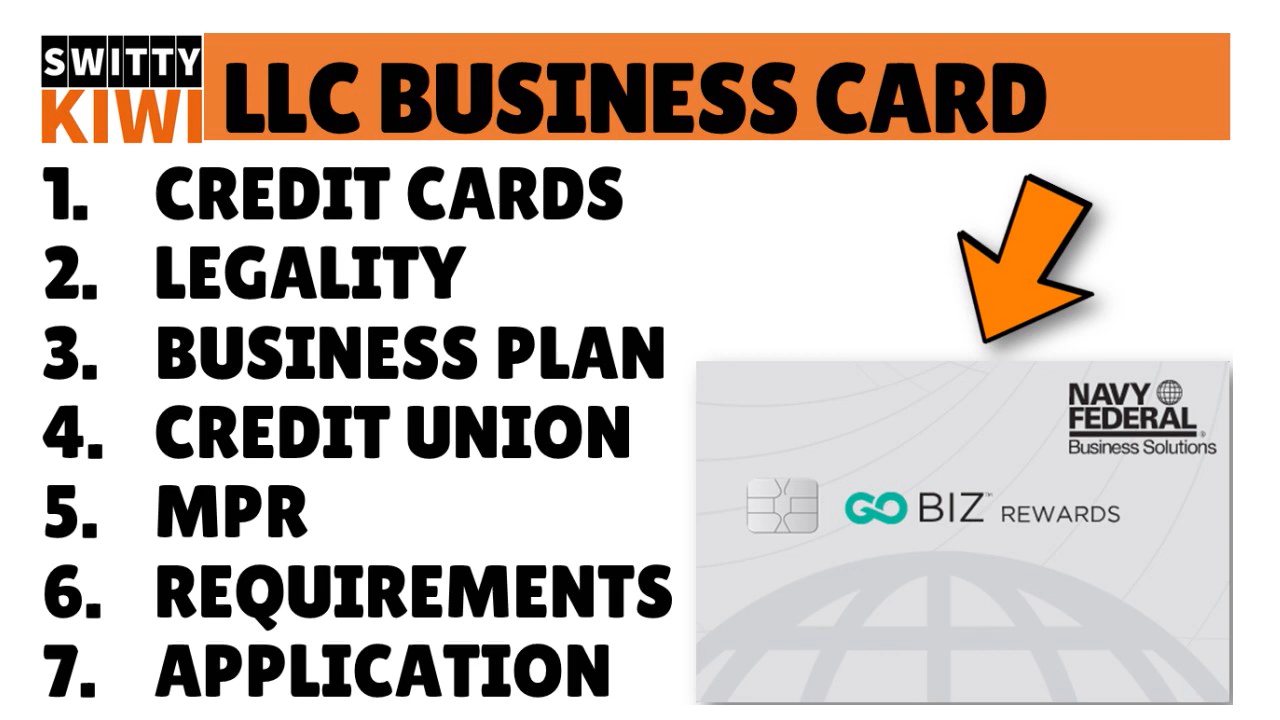 SWITTY
KIWI
LLC BUSINESS CARD
1. CREDIT CARDS
2. LEGALITY
3. BUSINESS PLAN
4. CREDIT UNION
5. MPR
6. REQUIREMENTS
7. APPLICATION
NAVY
FEDERAL®
Business Solutions
GO BIZ™ REWARDS